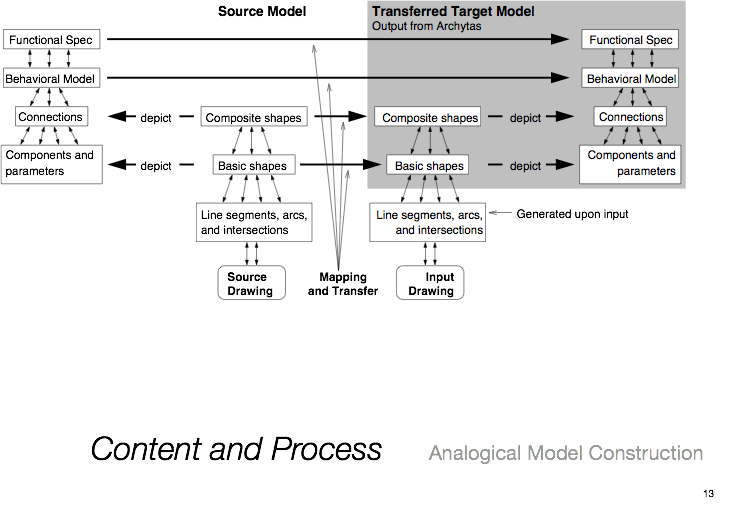 Source Model
Transferred Target Model
Output from Archytas
Functional Spec
Functional Spec
Behavioral Model
Behavioral Model
Connections
depict
Composite shapes
Composite shapes
depict
Connections
Components and
parameters
depict
Basic shapes
Basic shapes
depict
Components and
parameters
Line segments, arcs,
and intersections
Line segments, arcs,
and intersections
Generated upon input
Source
Drawing
Mapping
and Transfer
Input
Drawing
Content and Process
Analogical Model Construction
13